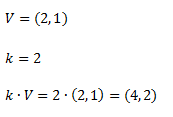 V = (2,1)
k = 2
k · V = 2 · (2,1) = (4,2)